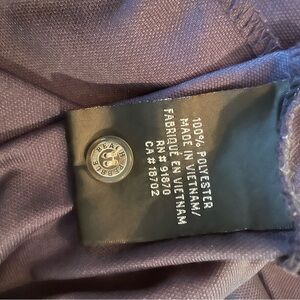 100% POLYESTER
MADE IN VIETNAM/
FABRIQUÉ EN VIETNAM
RN # 91870
CA # 18702